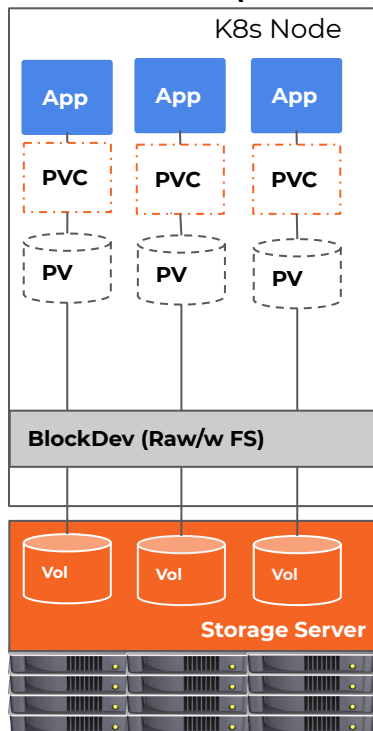 K8s Node
App
App
App
PVC
PVC
PVC
PV
PV
PV
BlockDev (Raw/w FS)
Vol
Vol
Vol
Storage Server